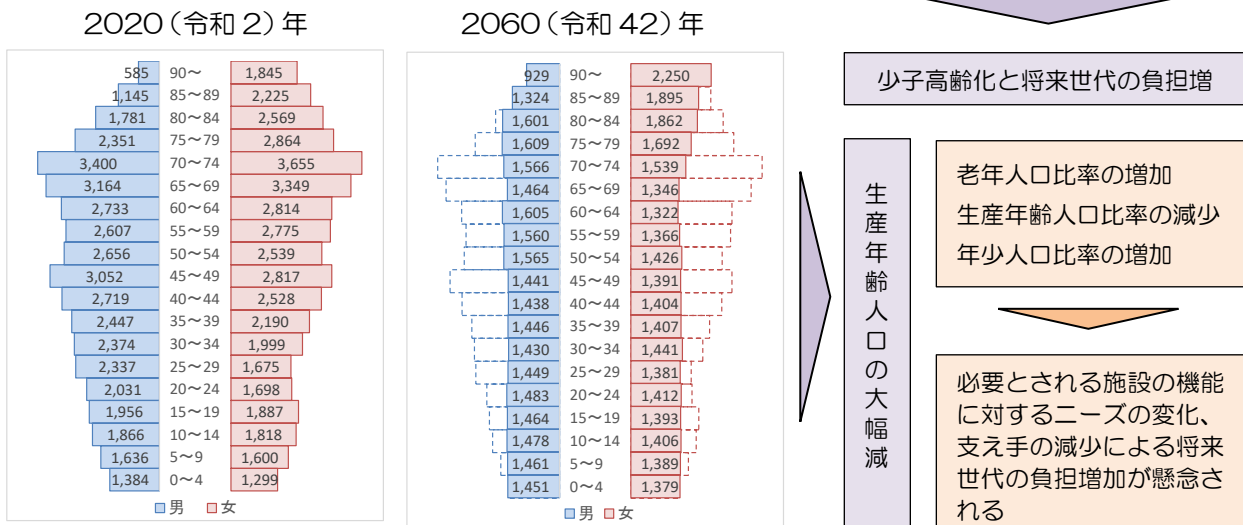 2020（令和 2）年
585 90～ 1,845
1,145 85～89 2,225
1,781 80～84 2,569
2,351 75～79 2,864
3,400 70～74 3,655
3,164 65～69 3,349
2,733 60～64 2,814
2,607 55～59 2,775
2,656 50～54 2,539
3,052 45～49 2,817
2,719 40～44 2,528
2,447 35～39 2,190
2,374 30～34 1,999
2,337 25～29 1,675
2,031 20～24 1,698
1,956 15～19 1,887
1,866 10～14 1,818
1,636 5～9 1,600
1,384 0～4 1,299
男 女
2060（令和 42）年
929 90～ 2,250
1,324 85～89 1,895
1,601 80～84 1,862
1,609 75～79 1,692
1,566 70～74 1,539
1,464 65～69 1,346
1,605 60～64 1,322
1,560 55～59 1,366
1,565 50～54 1,426
1,441 45～49 1,391
1,438 40～44 1,404
1,446 35～39 1,407
1,430 30～34 1,441
1,449 25～29 1,381
1,483 20～24 1,412
1,464 15～19 1,393
1,478 10～14 1,406
1,461 5～9 1,389
1,451 0～4 1,379
男 女
少子高齢化と将来世代の負担増
生産年齢人口の大幅減
老年人口比率の増加
生産年齢人口比率の減少
年少人口比率の増加
必要とされる施設の機能
に対するニーズの変化、
支え手の減少による将来
世代の負担増加が懸念さ
れる